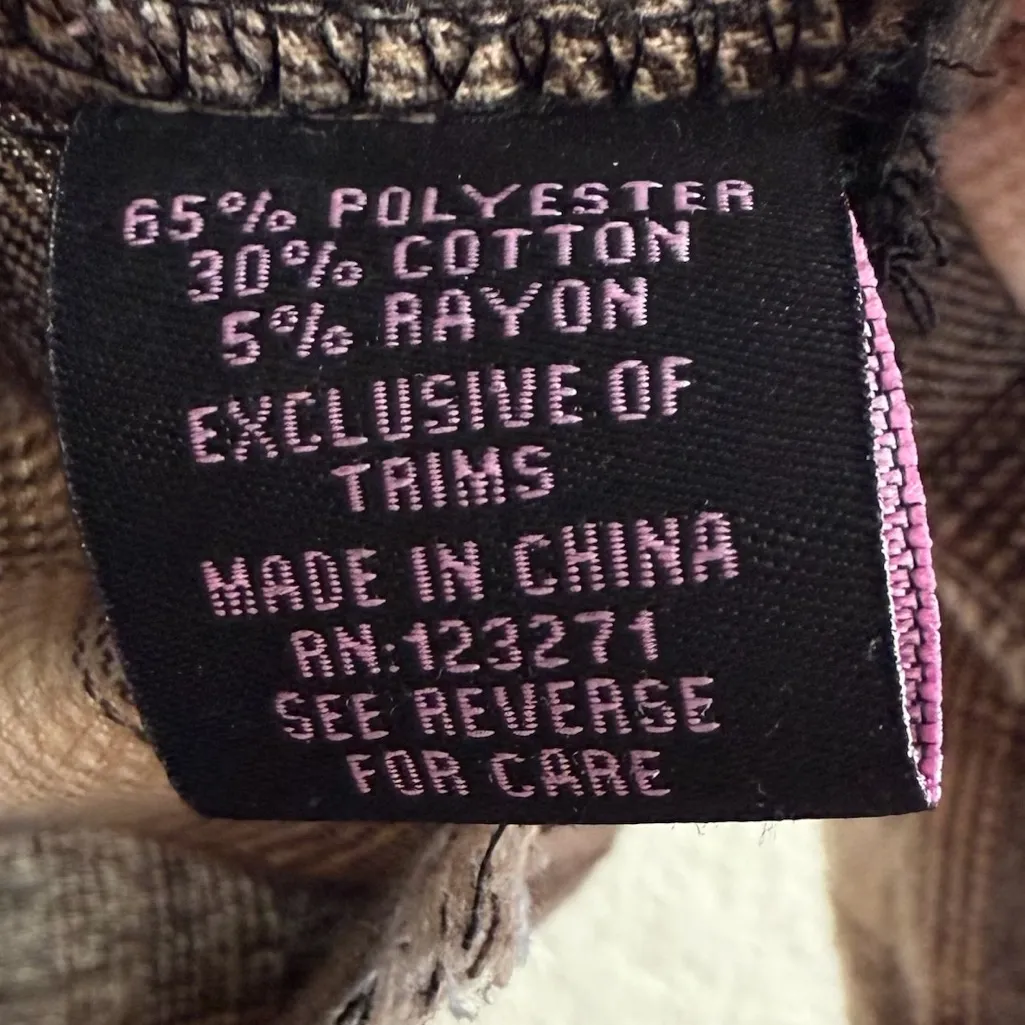 65% POLYESTER
30% COTTON
5% RAYON
EXCLUSIVE OF
TRIMS
MADE IN CHINA
RN:123271
SEE REVERSE
FOR CARE